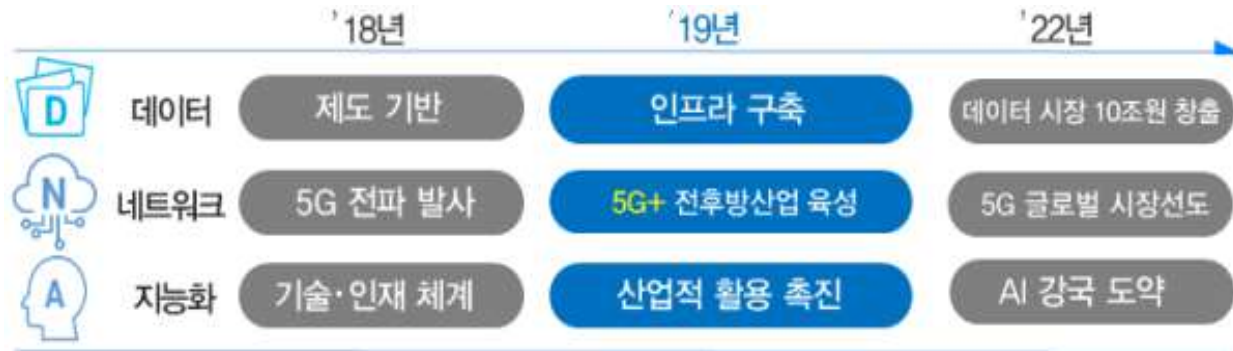 '18년 '19년 '22년
D 데이터 제도 기반 인프라 구축 데이터 시장 10조원 창출
N 네트워크 5G 전파 발사 5G+ 전후방산업 육성 5G 글로벌 시장선도
A 지능화 기술·인재 체계 산업적 활용 촉진 AI 강국 도약